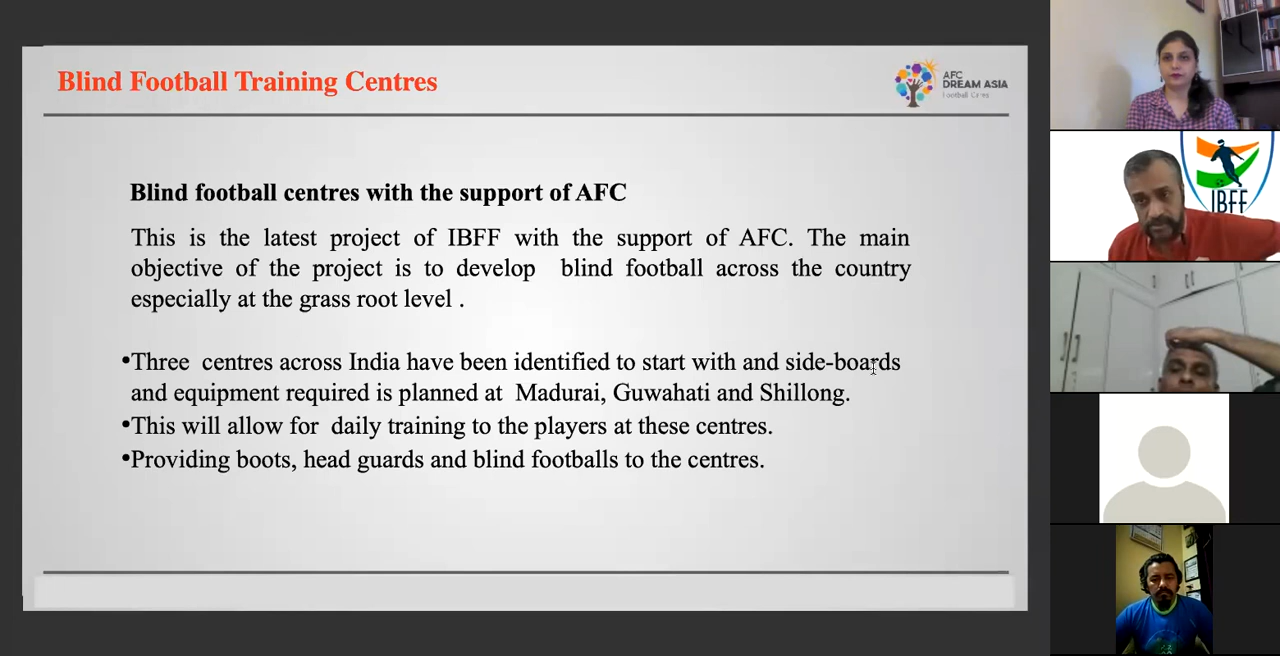 Blind Football Training Centres
AFC
DREAM ASIA
Football Cares
Blind football centres with the support of AFC
This is the latest project of IBFF with the support of AFC. The main
objective of the project is to develop blind football across the country
especially at the grass root level .
•Three centres across India have been identified to start with and side-boards
and equipment required is planned at Madurai, Guwahati and Shillong.
•This will allow for daily training to the players at these centres.
•Providing boots, head guards and blind footballs to the centres.
IBFF